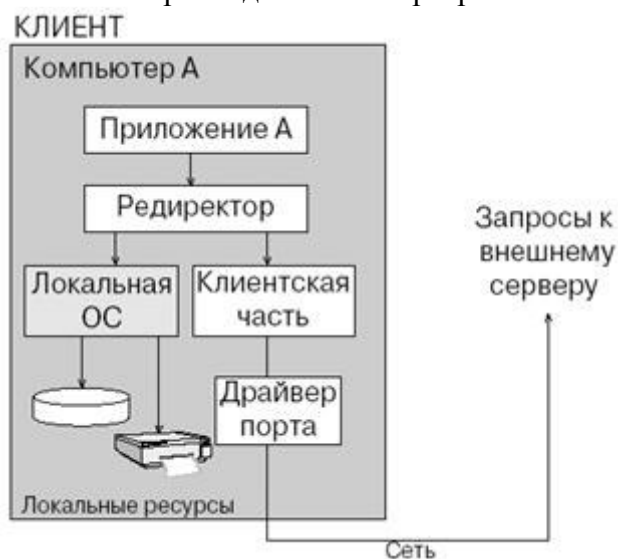 КЛИЕНТ
Компьютер А
Приложение А
Редиректор
Локальная
ОС
Клиентская
часть
Драйвер
порта
Локальные ресурсы
Запросы к
внешнему
серверу
Сеть